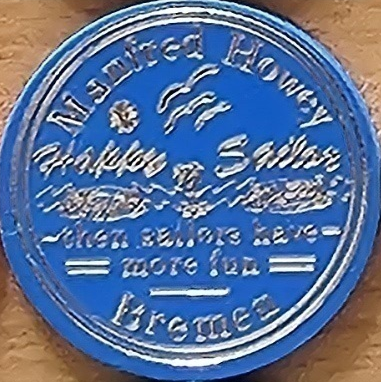 Manfred Howey
Happy Sailor
-then sailors have-
more fun
Bremen